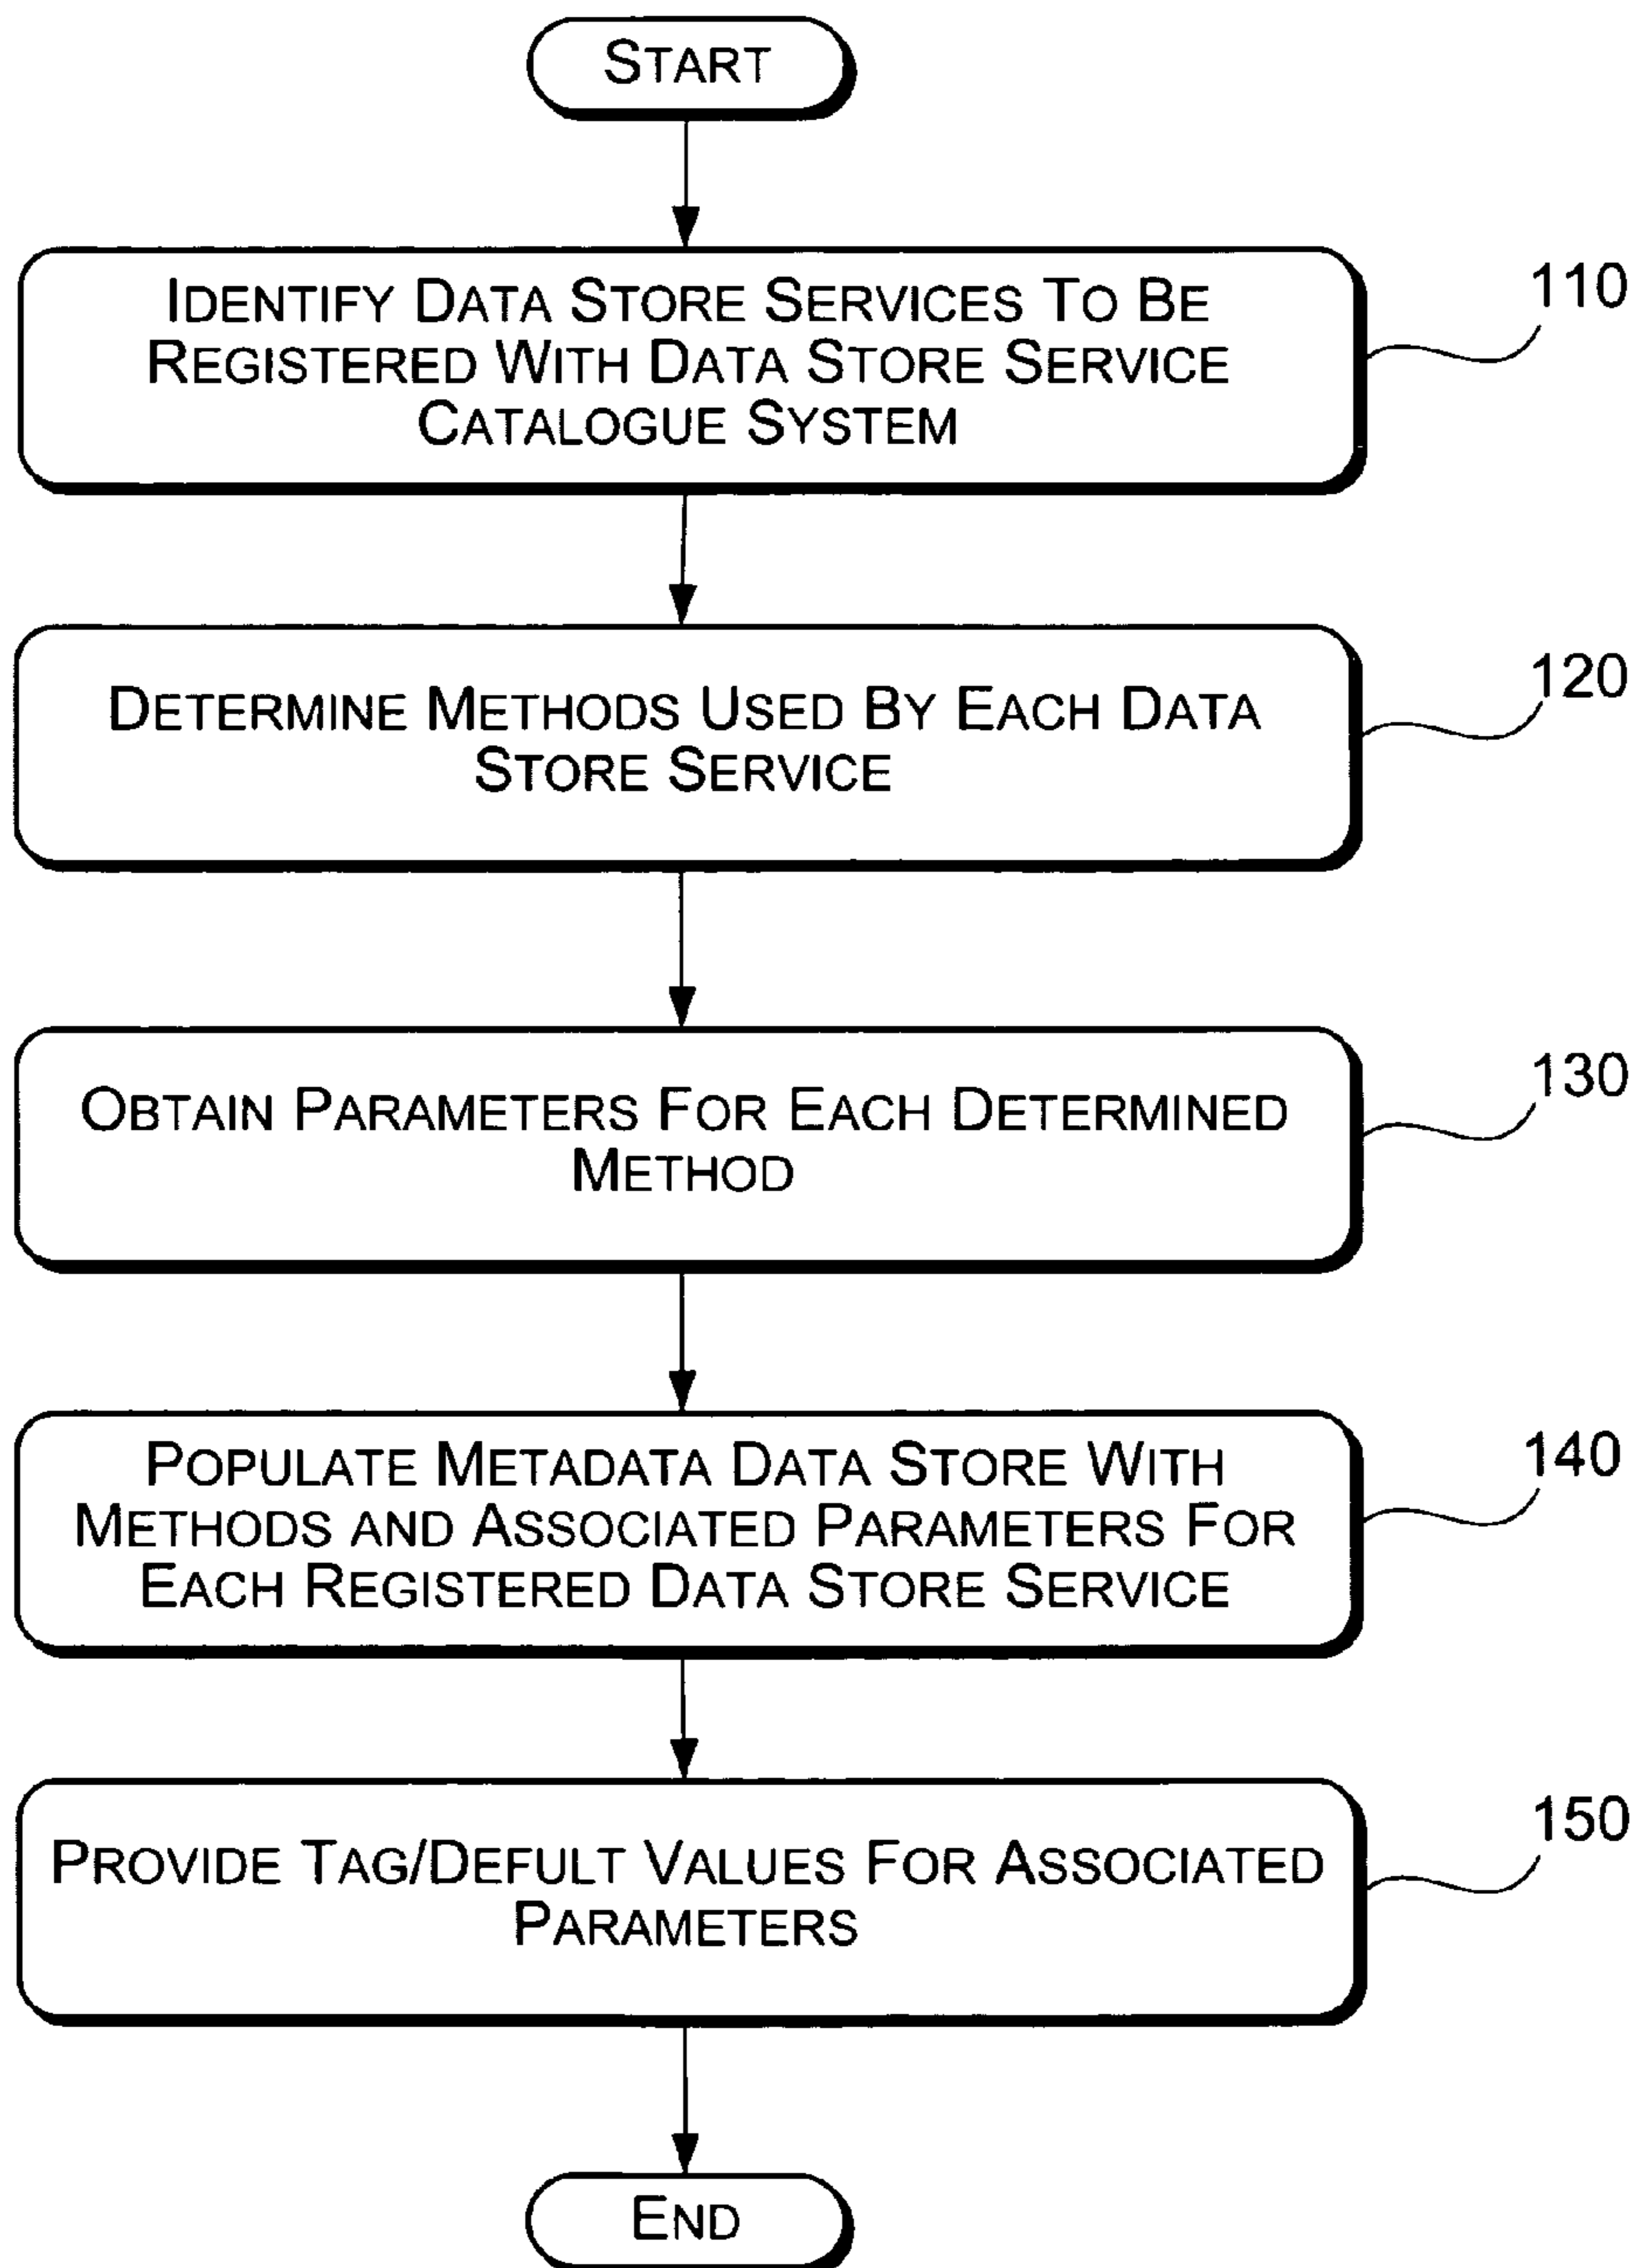 START
IDENTIFY DATA STORE SERVICES TO BE
REGISTERED WITH DATA STORE SERVICE
CATALOGUE SYSTEM
110
DETERMINE METHODS USED BY EACH DATA
STORE SERVICE
120
OBTAIN PARAMETERS FOR EACH DETERMINED
METHOD
130
POPULATE METADATA DATA STORE WITH
METHODS AND ASSOCIATED PARAMETERS FOR
EACH REGISTERED DATA STORE SERVICE
140
PROVIDE TAG/DEFULT VALUES FOR ASSOCIATED
PARAMETERS
150
END